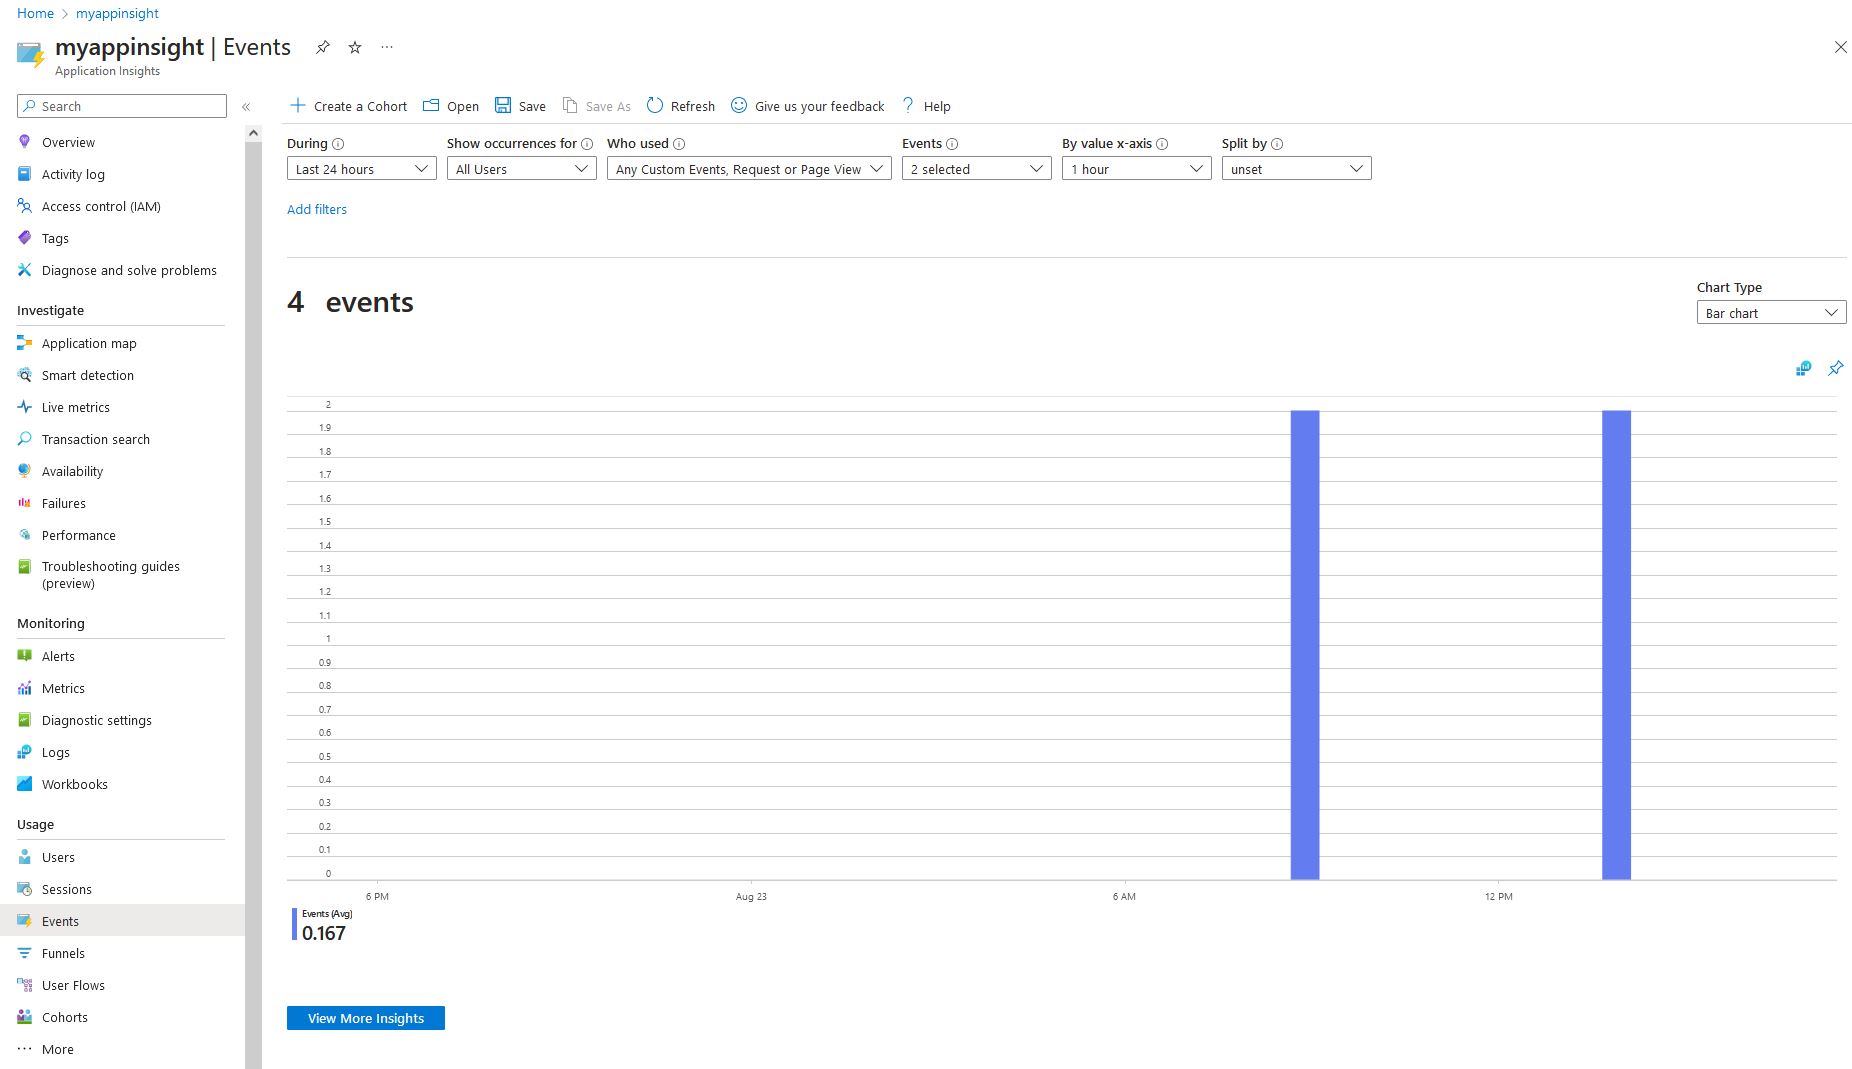 Home > myappinsight
myappinsight | Events
Application Insights
Search
Overview
Activity log
Access control (IAM)
Tags
Diagnose and solve problems
Investigate
Application map
Smart detection
Live metrics
Transaction search
Availability
Failures
Performance
Troubleshooting guides
(preview)
Monitoring
Alerts
Metrics
Diagnostic settings
Logs
Workbooks
Usage
Users
Sessions
Events
Funnels
User Flows
Cohorts
More
Create a Cohort Open Save Save As Refresh Give us your feedback Help
During Show occurrences for Who used Events By value x-axis Split by
Last 24 hours All Users Any Custom Events, Request or Page View 2 selected 1 hour unset
Add filters
4 events
Chart Type
Bar chart
2
1.9
1.8
1.7
1.6
1.5
1.4
1.3
1.2
1.1
1
0.9
0.8
0.7
0.6
0.5
0.4
0.3
0.2
0.1
0
6 PM Aug 23 6 AM 12 PM
Events (Avg)
0.167
View More Insights